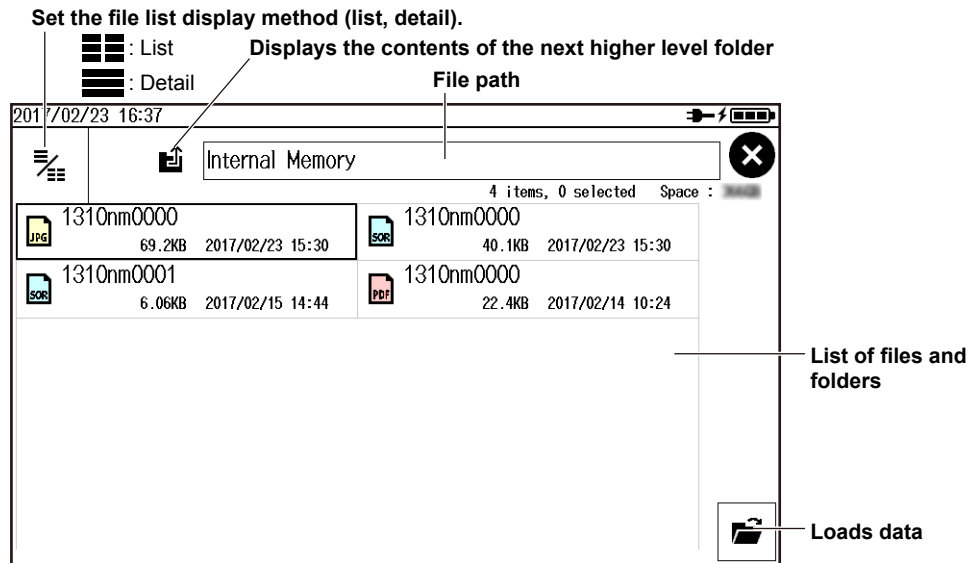 Set the file list display method (list, detail).
: List
Displays the contents of the next higher level folder
: Detail
File path
2017/02/23 16:37
Internal Memory
4 items, 0 selected Space :
1310nm0000
JPG
69.2KB 2017/02/23 15:30
1310nm0000
SOR
40.1KB 2017/02/23 15:30
1310nm0001
SOR
6.06KB 2017/02/15 14:44
1310nm0000
PDF
22.4KB 2017/02/14 10:24
List of files and
folders
Loads data